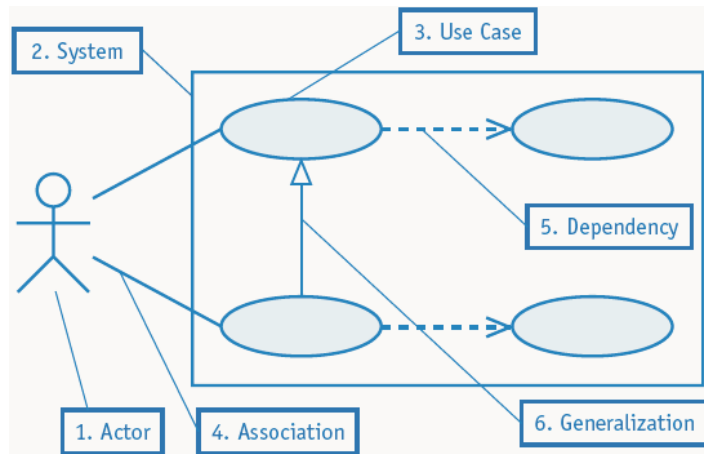 3. Use Case
2. System
5. Dependency
1. Actor
4. Association
6. Generalization